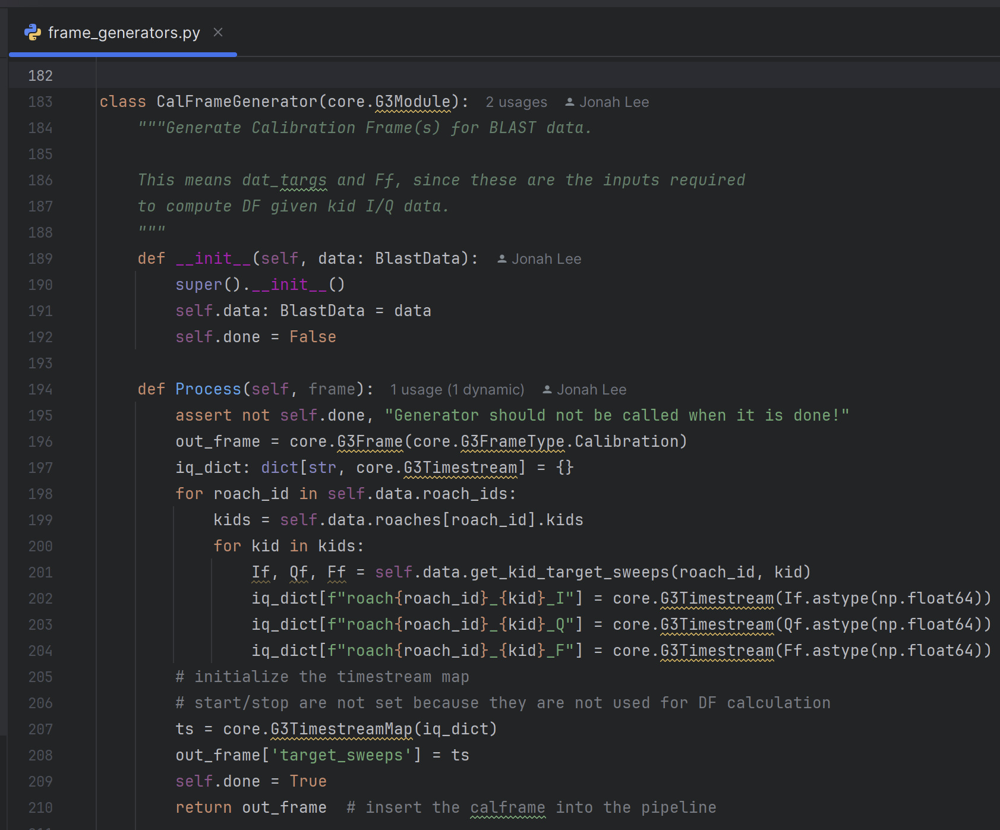 frame_generators.py
182
183 class CalFrameGenerator(core.G3Module): 2 usages Jonah Lee
184 """Generate Calibration Frame(s) for BLAST data.
185
186 This means dat_targs and Ff, since these are the inputs required
187 to compute DF given kid I/Q data.
188 """
189 def __init__(self, data: BlastData): Jonah Lee
190 super().__init__()
191 self.data: BlastData = data
192 self.done = False
193
194 def Process(self, frame): 1 usage (1 dynamic) Jonah Lee
195 assert not self.done, "Generator should not be called when it is done!"
196 out_frame = core.G3Frame(core.G3FrameType.Calibration)
197 iq_dict: dict[str, core.G3Timestream] = {}
198 for roach_id in self.data.roach_ids:
199 kids = self.data.roaches[roach_id].kids
200 for kid in kids:
201 If, Qf, Ff = self.data.get_kid_target_sweeps(roach_id, kid)
202 iq_dict[f"roach{roach_id}_{kid}_I"] = core.G3Timestream(If.astype(np.float64))
203 iq_dict[f"roach{roach_id}_{kid}_Q"] = core.G3Timestream(Qf.astype(np.float64))
204 iq_dict[f"roach{roach_id}_{kid}_F"] = core.G3Timestream(Ff.astype(np.float64))
205 # initialize the timestream map
206 # start/stop are not set because they are not used for DF calculation
207 ts = core.G3TimestreamMap(iq_dict)
208 out_frame['target_sweeps'] = ts
209 self.done = True
210 return out_frame # insert the calframe into the pipeline